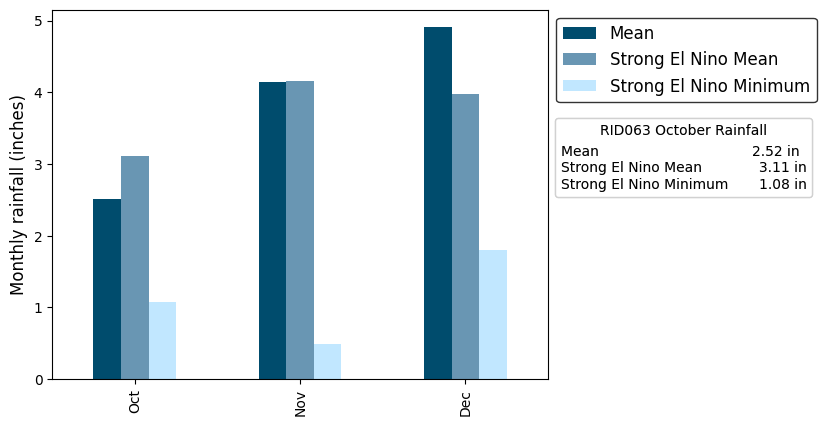 Monthly rainfall (inches)
5
4
3
2
1
0
Oct
Nov
Dec
Mean
Strong El Nino Mean
Strong El Nino Minimum
RID063 October Rainfall
Mean 2.52 in
Strong El Nino Mean 3.11 in
Strong El Nino Minimum 1.08 in